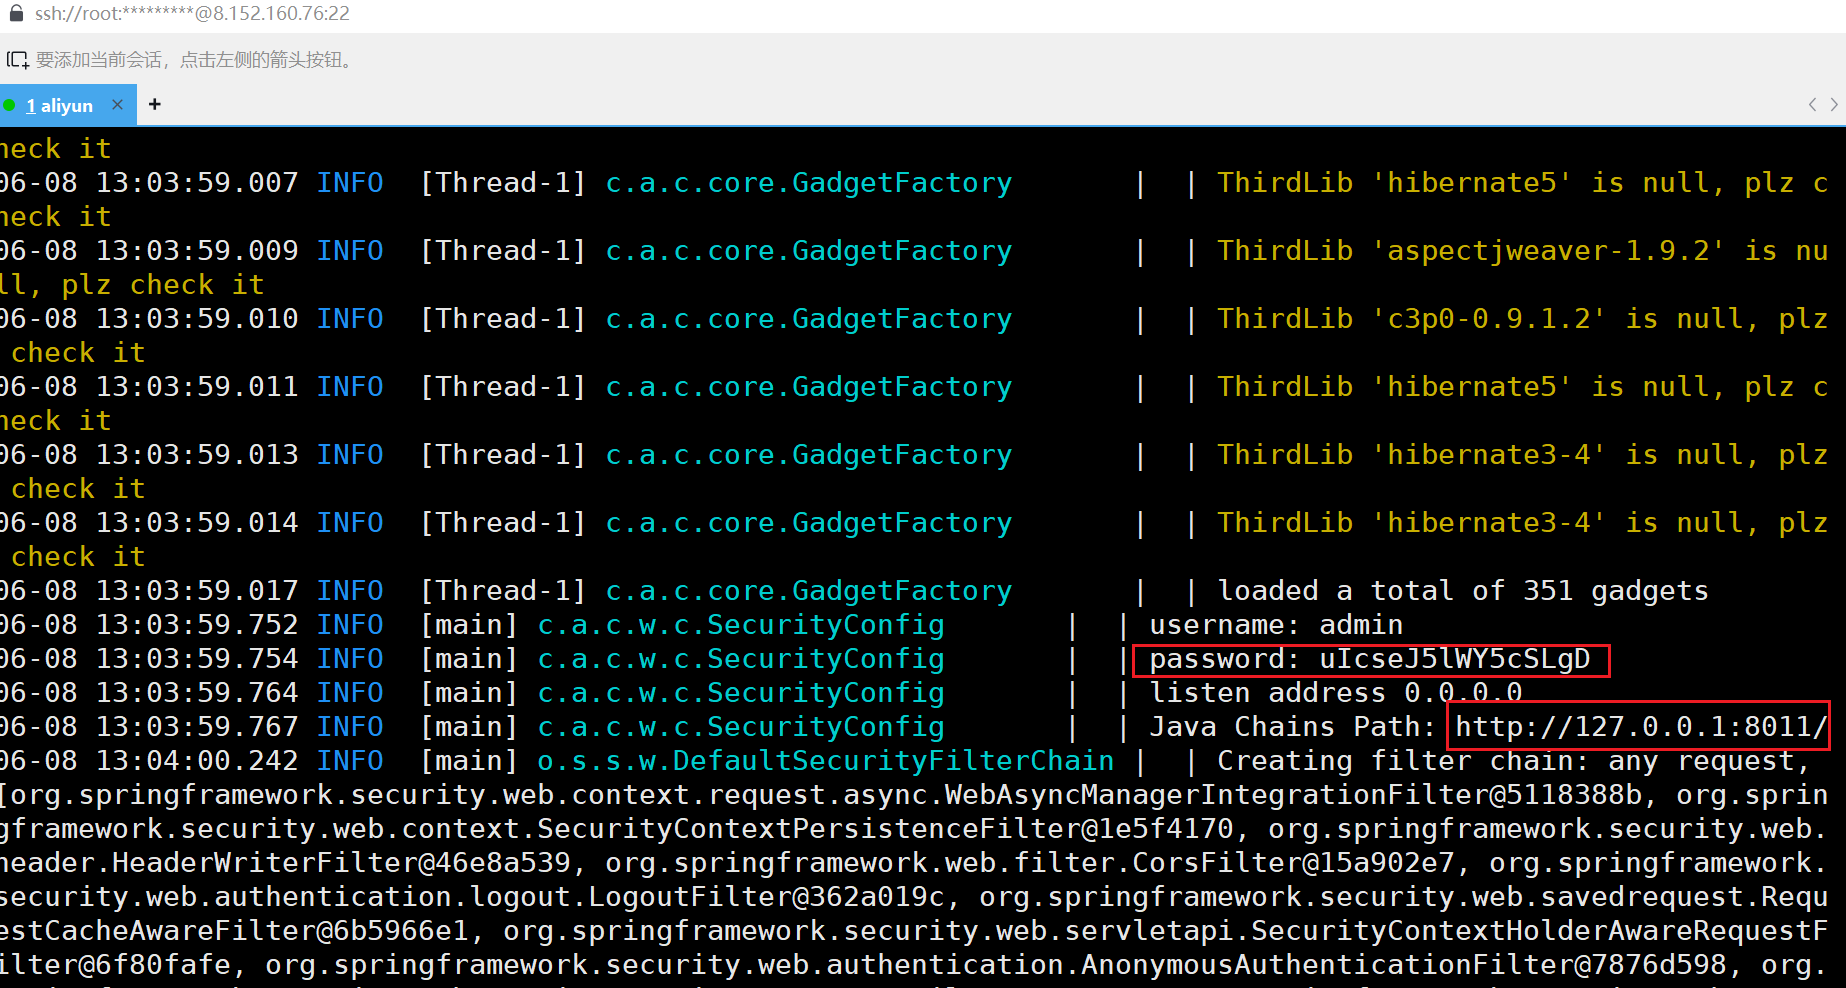 ssh://root:*********@8.152.160.76:22
要添加当前会话，点击左侧的箭头按钮。
1 aliyun × +
heck it
06-08 13:03:59.007 INFO [Thread-1] c.a.c.core.GadgetFactory | | ThirdLib 'hibernate5' is null, plz c
heck it
06-08 13:03:59.009 INFO [Thread-1] c.a.c.core.GadgetFactory | | ThirdLib 'aspectjweaver-1.9.2' is nu
ll, plz check it
06-08 13:03:59.010 INFO [Thread-1] c.a.c.core.GadgetFactory | | ThirdLib 'c3p0-0.9.1.2' is null, plz
check it
06-08 13:03:59.011 INFO [Thread-1] c.a.c.core.GadgetFactory | | ThirdLib 'hibernate5' is null, plz c
heck it
06-08 13:03:59.013 INFO [Thread-1] c.a.c.core.GadgetFactory | | ThirdLib 'hibernate3-4' is null, plz
check it
06-08 13:03:59.014 INFO [Thread-1] c.a.c.core.GadgetFactory | | ThirdLib 'hibernate3-4' is null, plz
check it
06-08 13:03:59.017 INFO [Thread-1] c.a.c.core.GadgetFactory | | loaded a total of 351 gadgets
06-08 13:03:59.752 INFO [main] c.a.c.w.c.SecurityConfig | | username: admin
06-08 13:03:59.754 INFO [main] c.a.c.w.c.SecurityConfig | | password: uIcseJ5lWY5cSLgD
06-08 13:03:59.764 INFO [main] c.a.c.w.c.SecurityConfig | | listen address 0.0.0.0
06-08 13:03:59.767 INFO [main] c.a.c.w.c.SecurityConfig | | Java Chains Path: http://127.0.0.1:8011/
06-08 13:04:00.242 INFO [main] o.s.s.w.DefaultSecurityFilterChain | | Creating filter chain: any request,
[org.springframework.security.web.context.request.async.WebAsyncManagerIntegrationFilter@5118388b, org.sprin
gframework.security.web.context.SecurityContextPersistenceFilter@1e5f4170, org.springframework.security.web.
header.HeaderWriterFilter@46e8a539, org.springframework.web.filter.CorsFilter@15a902e7, org.springframework.
security.web.authentication.logout.LogoutFilter@362a019c, org.springframework.security.web.savedrequest.Requ
estCacheAwareFilter@6b5966e1, org.springframework.security.web.servletapi.SecurityContextHolderAwareRequestF
ilter@6f80fafe, org.springframework.security.web.authentication.AnonymousAuthenticationFilter@7876d598, org.